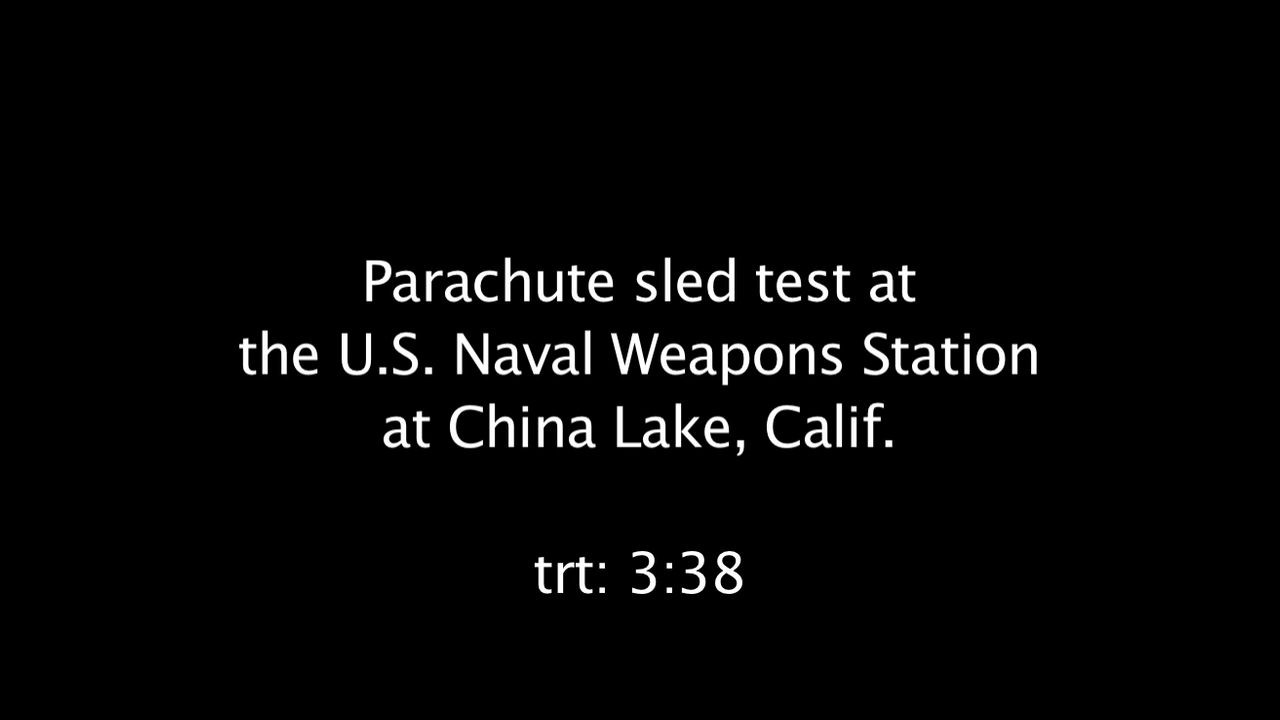 Parachute sled test at
the U.S. Naval Weapons Station
at China Lake, Calif.
trt: 3:38